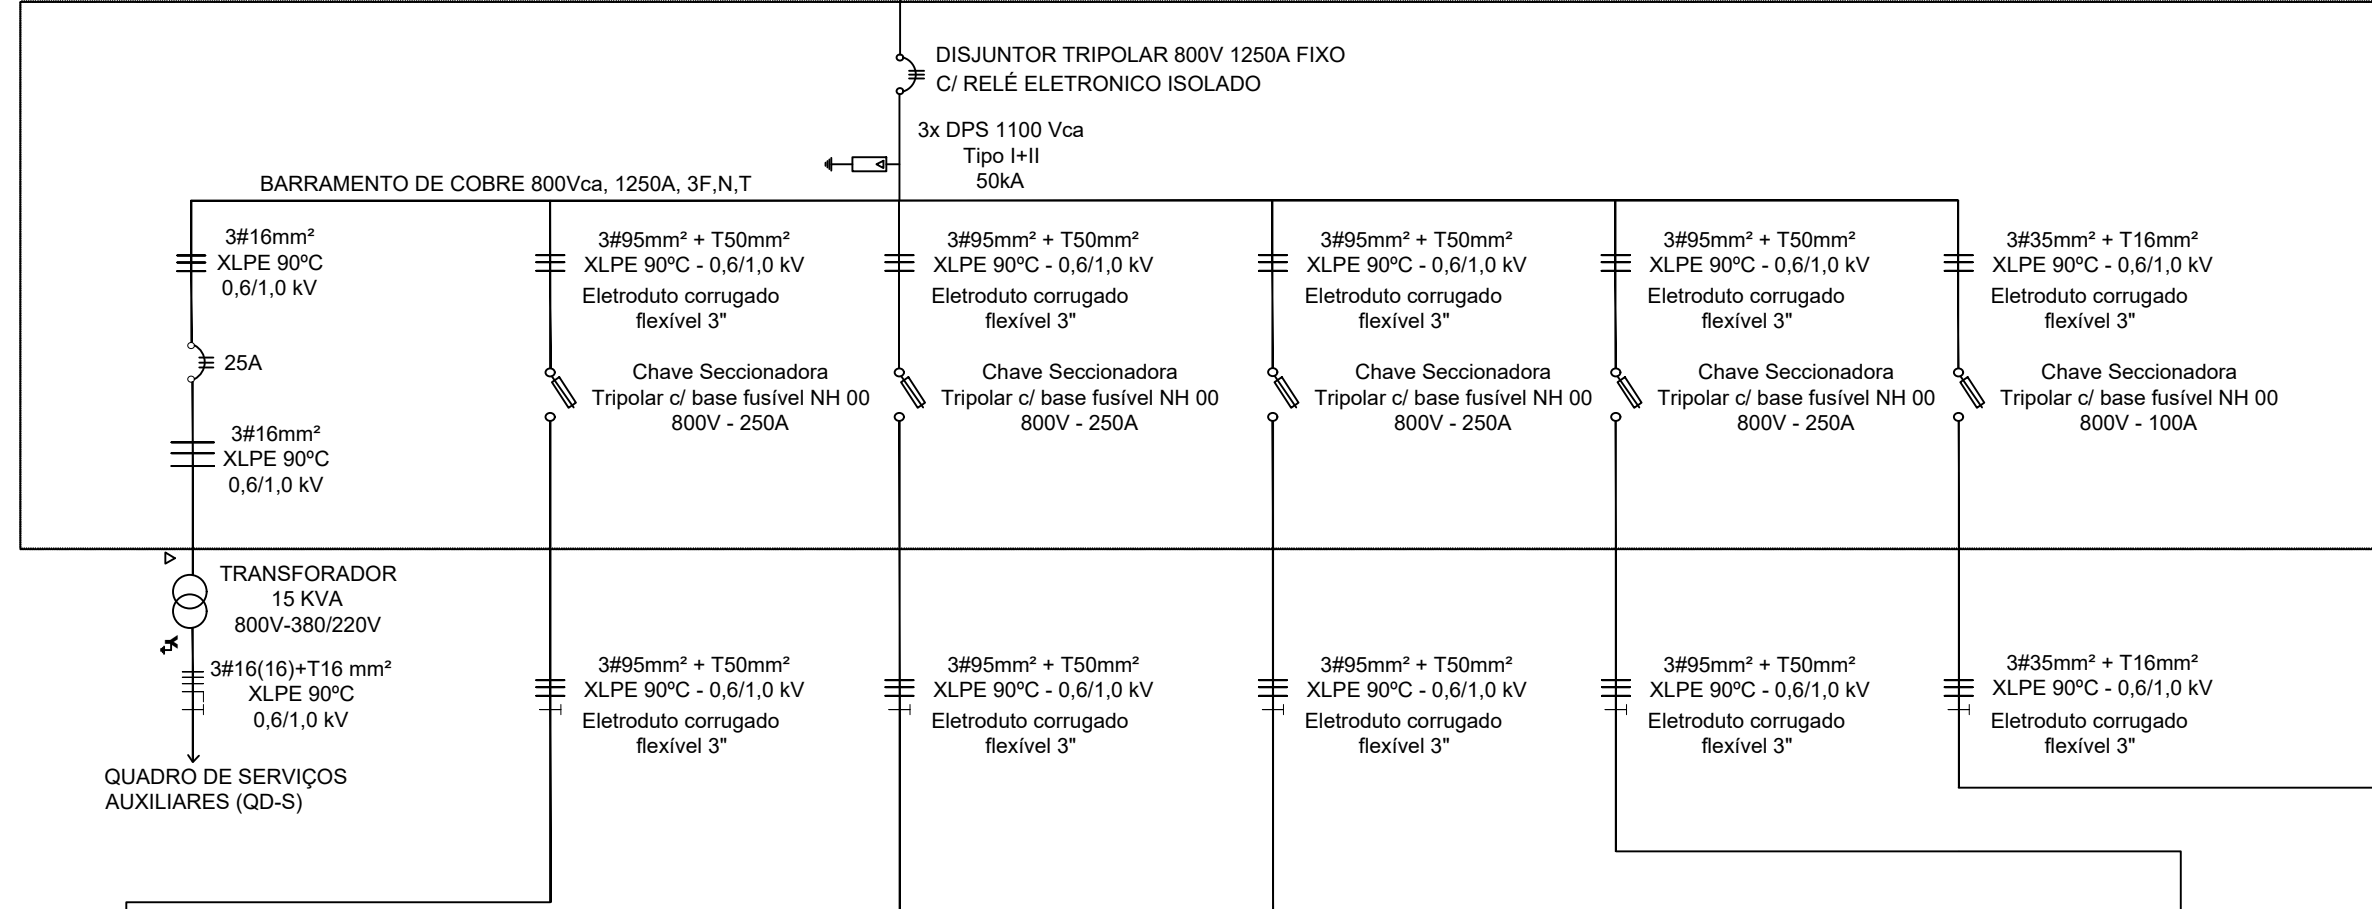 DISJUNTOR TRIPOLAR 800V 1250A FIXO
C/ RELÉ ELETRONICO ISOLADO
3x DPS 1100 Vca
Tipo I+II
50kA
BARRAMENTO DE COBRE 800Vca, 1250A, 3F,N,T
3#16mm²
XLPE 90ºC
0,6/1,0 kV
25A
3#16mm²
XLPE 90ºC
0,6/1,0 kV
3#95mm² + T50mm²
XLPE 90ºC - 0,6/1,0 kV
Eletroduto corrugado
flexível 3"
Chave Seccionadora
Tripolar c/ base fusível NH 00
800V - 250A
3#95mm² + T50mm²
XLPE 90ºC - 0,6/1,0 kV
Eletroduto corrugado
flexível 3"
Chave Seccionadora
Tripolar c/ base fusível NH 00
800V - 250A
3#95mm² + T50mm²
XLPE 90ºC - 0,6/1,0 kV
Eletroduto corrugado
flexível 3"
Chave Seccionadora
Tripolar c/ base fusível NH 00
800V - 250A
3#95mm² + T50mm²
XLPE 90ºC - 0,6/1,0 kV
Eletroduto corrugado
flexível 3"
Chave Seccionadora
Tripolar c/ base fusível NH 00
800V - 250A
3#35mm² + T16mm²
XLPE 90ºC - 0,6/1,0 kV
Eletroduto corrugado
flexível 3"
Chave Seccionadora
Tripolar c/ base fusível NH 00
800V - 100A
TRANSFORADOR
15 KVA
800V-380/220V
3#16(16)+T16 mm²
XLPE 90ºC
0,6/1,0 kV
QUADRO DE SERVIÇOS
AUXILIARES (QD-S)
3#95mm² + T50mm²
XLPE 90ºC - 0,6/1,0 kV
Eletroduto corrugado
flexível 3"
3#95mm² + T50mm²
XLPE 90ºC - 0,6/1,0 kV
Eletroduto corrugado
flexível 3"
3#95mm² + T50mm²
XLPE 90ºC - 0,6/1,0 kV
Eletroduto corrugado
flexível 3"
3#95mm² + T50mm²
XLPE 90ºC - 0,6/1,0 kV
Eletroduto corrugado
flexível 3"
3#35mm² + T16mm²
XLPE 90ºC - 0,6/1,0 kV
Eletroduto corrugado
flexível 3"